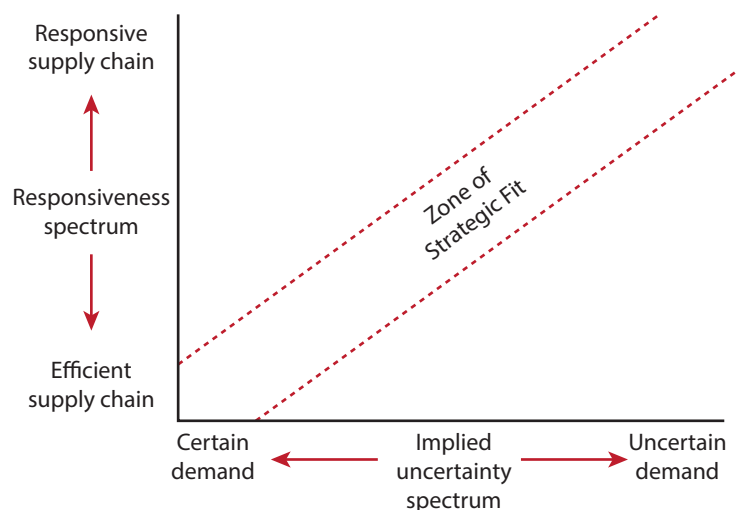 Responsive
supply chain
Responsiveness
spectrum
Efficient
supply chain
Zone of
Strategic Fit
Certain
demand
Implied
uncertainty
spectrum
Uncertain
demand